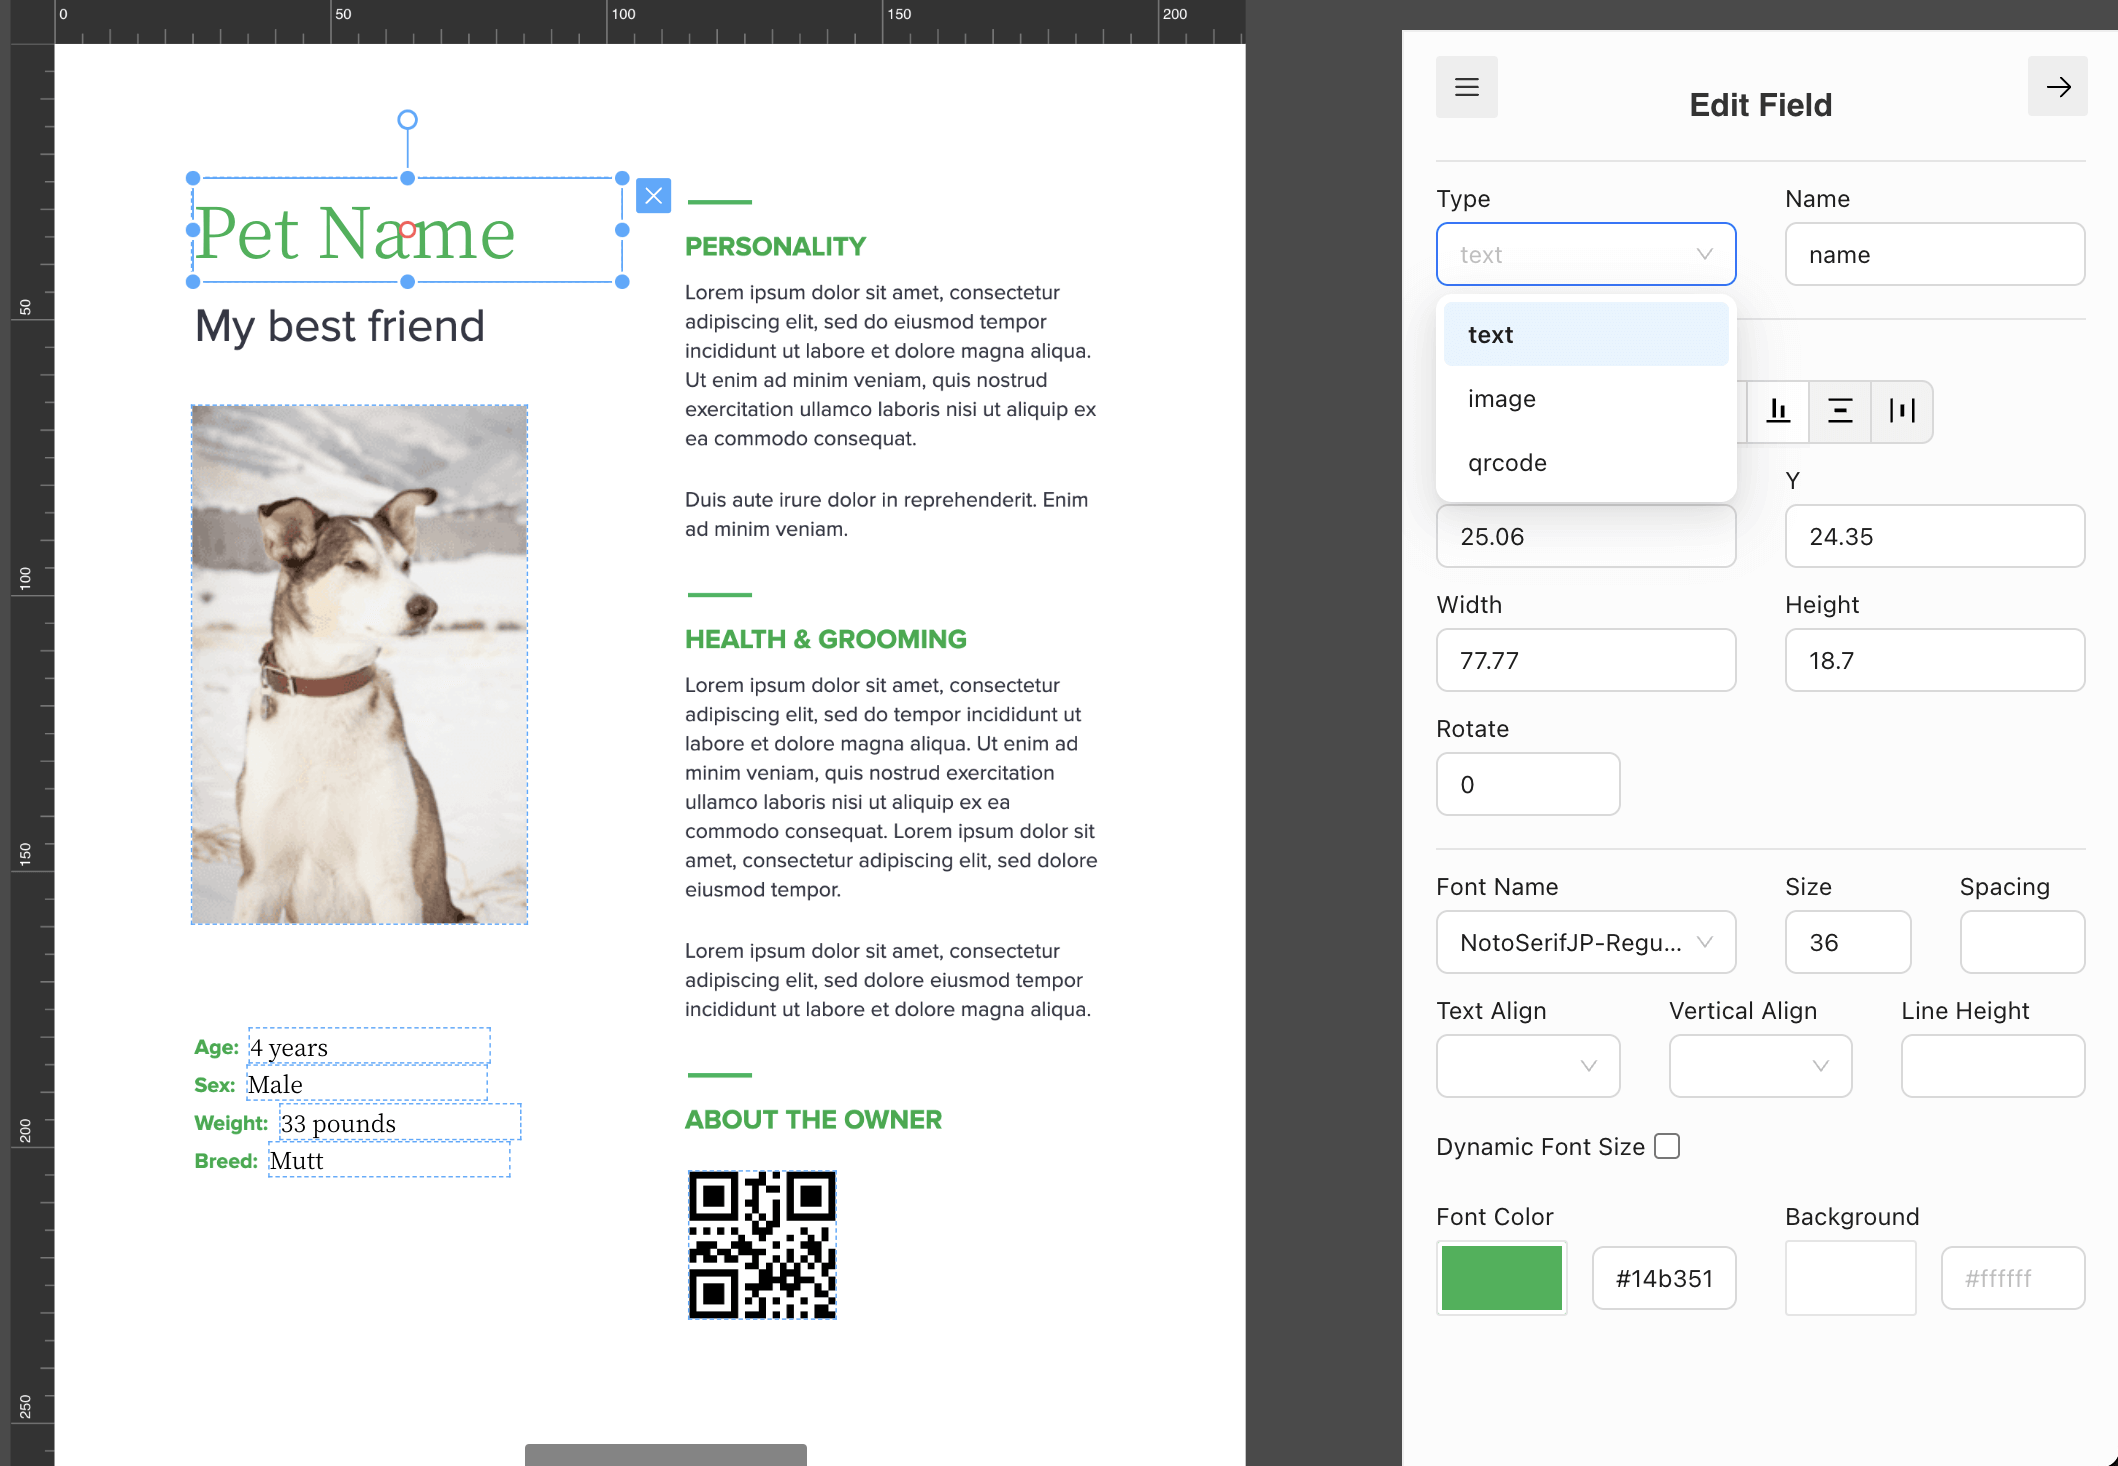 0
50
100
150
200
50
100
150
200
250
Pet Name
My best friend
Age: 4 years
Sex: Male
Weight: 33 pounds
Breed: Mutt
PERSONALITY
Lorem ipsum dolor sit amet, consectetur
adipiscing elit, sed do eiusmod tempor
incididunt ut labore et dolore magna aliqua.
Ut enim ad minim veniam, quis nostrud
exercitation ullamco laboris nisi ut aliquip ex
ea commodo consequat.
Duis aute irure dolor in reprehenderit. Enim
ad minim veniam.
HEALTH & GROOMING
Lorem ipsum dolor sit amet, consectetur
adipiscing elit, sed do tempor incididunt ut
labore et dolore magna aliqua. Ut enim ad
minim veniam, quis nostrud exercitation
ullamco laboris nisi ut aliquip ex ea
commodo consequat. Lorem ipsum dolor sit
amet, consectetur adipiscing elit, sed dolore
eiusmod tempor.
Lorem ipsum dolor sit amet, consectetur
adipiscing elit, sed dolore eiusmod tempor
incididunt ut labore et dolore magna aliqua.
ABOUT THE OWNER
Edit Field
Type
Name
text
name
text
image
qrcode
Y
25.06
24.35
Width
Height
77.77
18.7
Rotate
0
Font Name
Size
Spacing
NotoSerifJP-Regu...
36
Text Align
Vertical Align
Line Height
Dynamic Font Size
Font Color
Background
#14b351
#ffffff